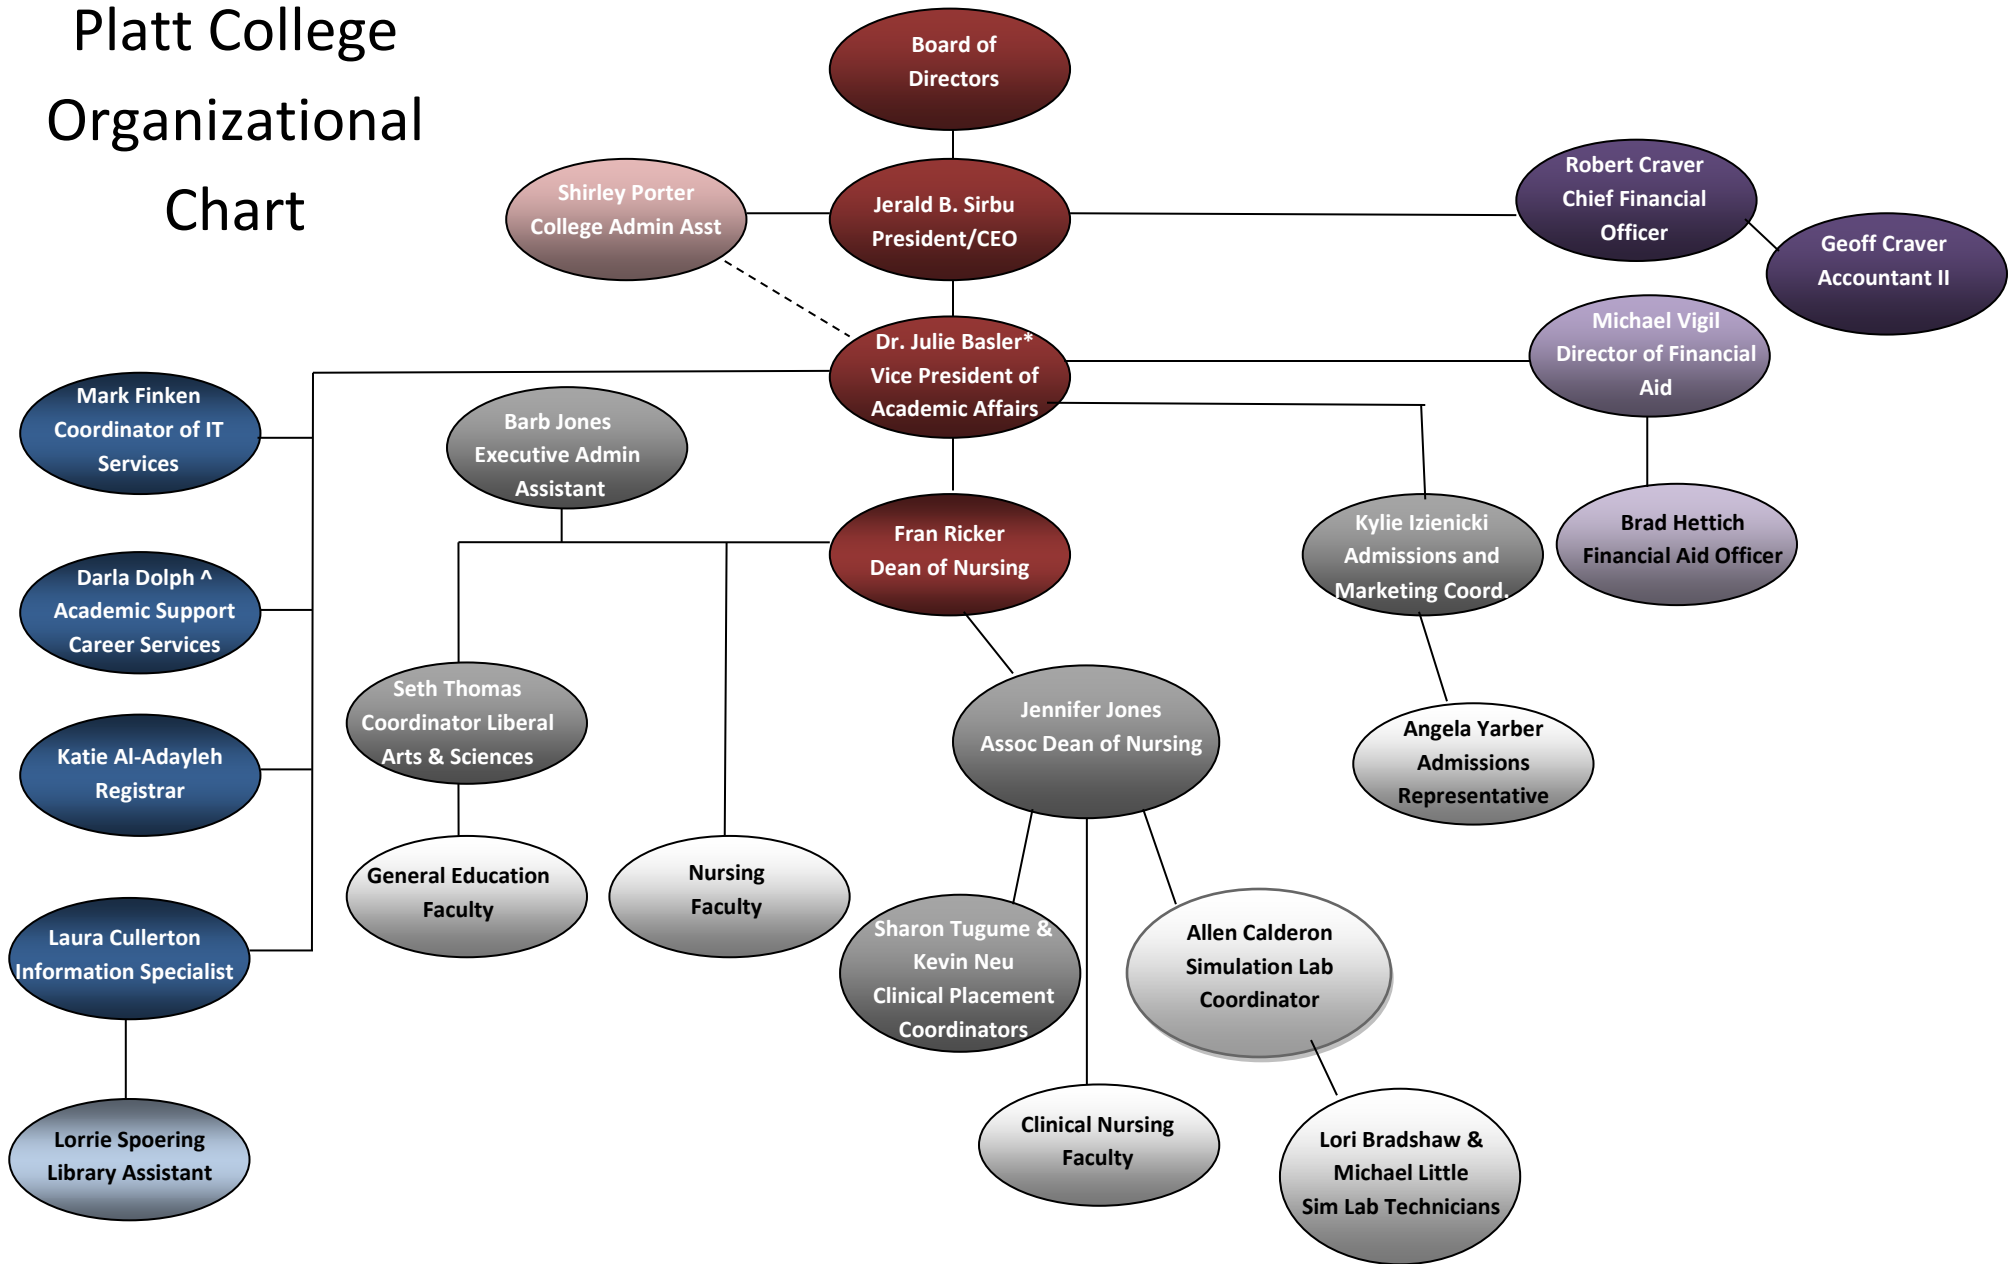 Platt College
Organizational
Chart
Board of
Directors
Shirley Porter
College Admin Asst
Jerald B. Sirbu
President/CEO
Robert Craver
Chief Financial
Officer
Geoff Craver
Accountant II
Dr. Julie Basler*
Vice President of
Academic Affairs
Michael Vigil
Director of Financial
Aid
Mark Finken
Coordinator of IT
Services
Barb Jones
Executive Admin
Assistant
Fran Ricker
Dean of Nursing
Kylie Izienicki
Admissions and
Marketing Coord.
Brad Hettich
Financial Aid Officer
Darla Dolph ^
Academic Support
Career Services
Seth Thomas
Coordinator Liberal
Arts & Sciences
Jennifer Jones
Assoc Dean of Nursing
Angela Yarber
Admissions
Representative
Katie Al-Adayleh
Registrar
General Education
Faculty
Nursing
Faculty
Laura Cullerton
Information Specialist
Sharon Tugume &
Kevin Neu
Clinical Placement
Coordinators
Allen Calderon
Simulation Lab
Coordinator
Lorrie Spoering
Library Assistant
Clinical Nursing
Faculty
Lori Bradshaw &
Michael Little
Sim Lab Technicians